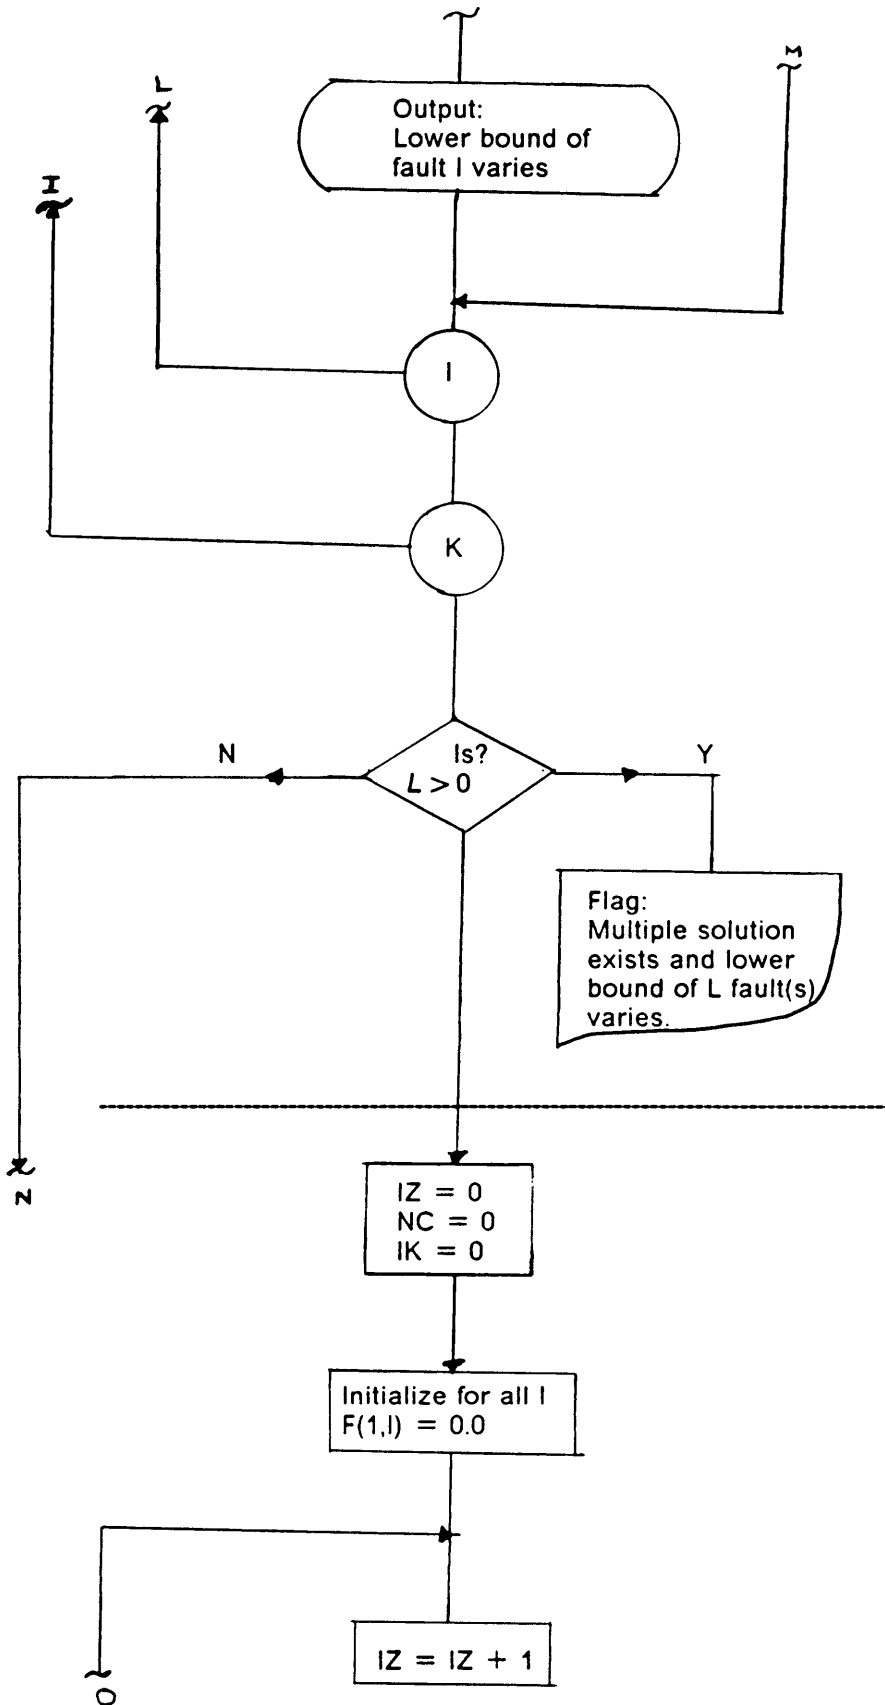 M
L
Output:
Lower bound of
fault I varies
I
I
K
N
Y
Is?
L > 0
Flag:
Multiple solution
exists and lower
bound of L fault(s)
varies.
N
IZ = 0
NC = 0
IK = 0
Initialize for all I
F(1,I) = 0.0
IZ = IZ + 1
O